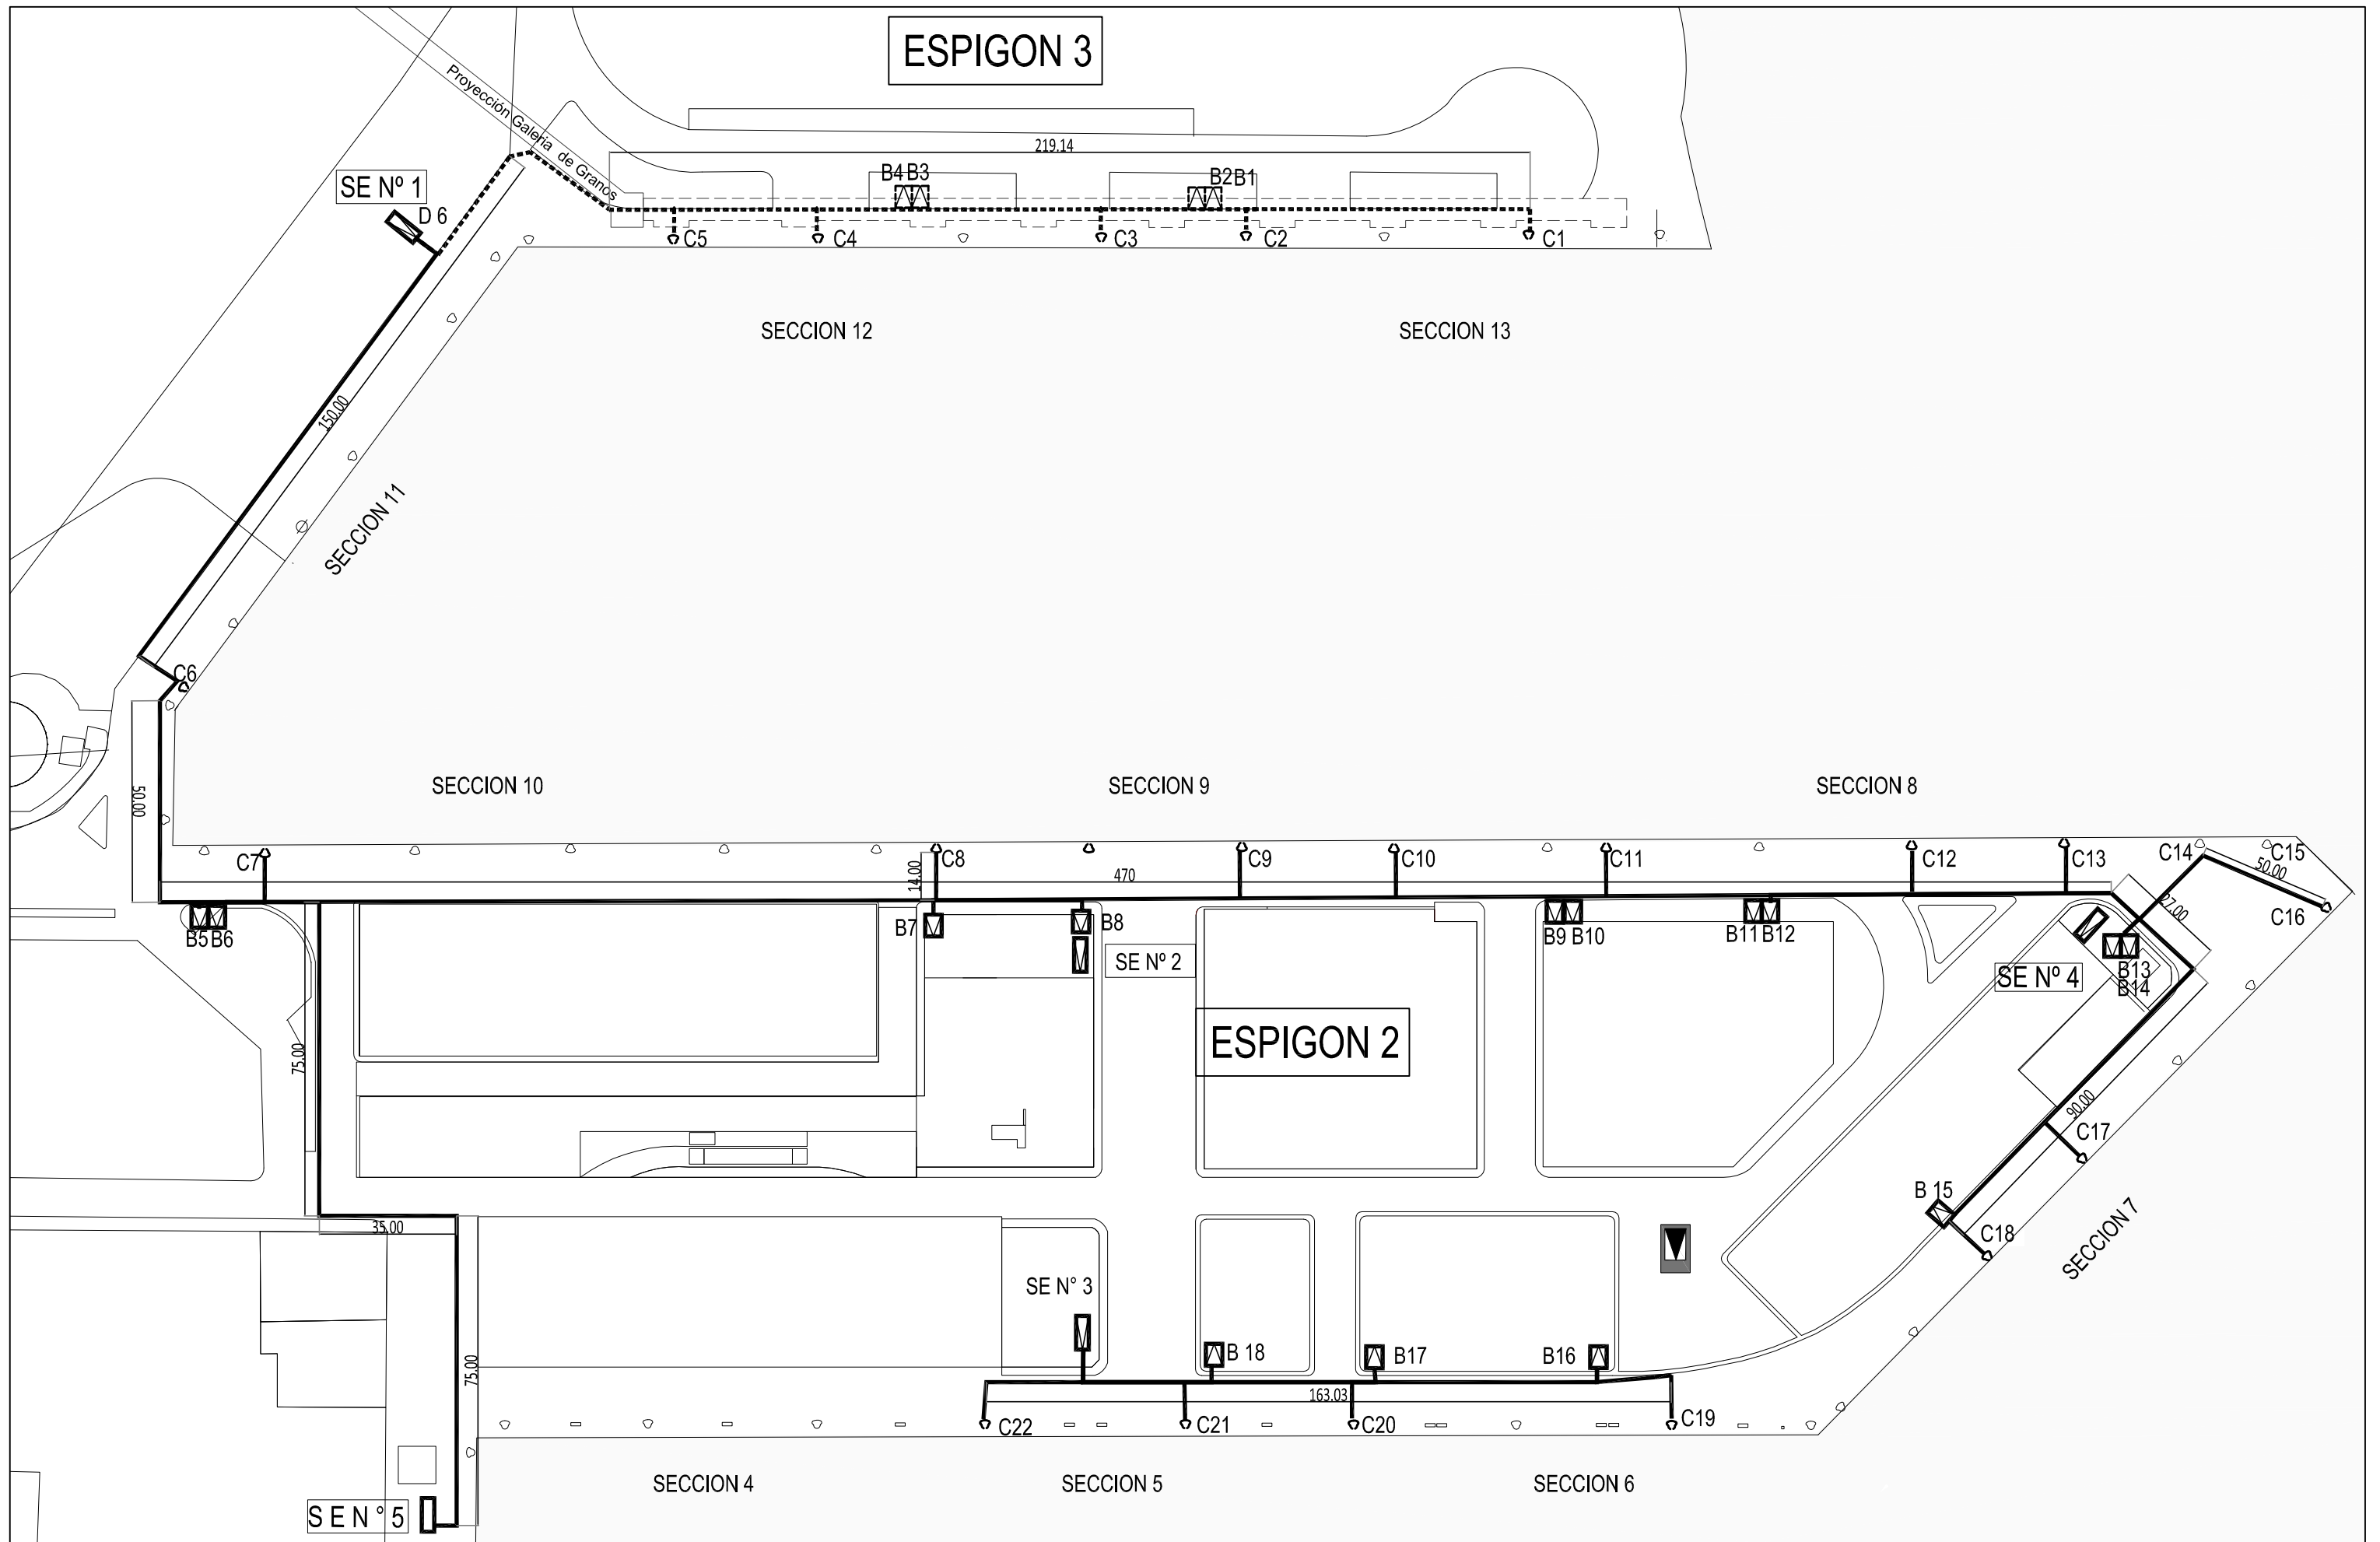 ESPIGON 3
Proyección Galeria de Granos
219.14
SE Nº 1
D 6
B4 B3
B2 B1
C5
C4
C3
C2
C1
SECCION 12
SECCION 13
150.00
SECCION 11
C6
50.00
SECCION 10
SECCION 9
SECCION 8
C7
14.00
C8
470
C9
C10
C11
C12
C13
C14
C15
50.00
C16
27.00
B5 B6
B7
B8
SE Nº 2
B9 B10
B11 B12
SE Nº 4
B13
B14
ESPIGON 2
75.00
90.00
C17
B 15
C18
SECCION 7
35.00
SE N° 3
B 18
B17
B16
75.00
163.03
C22
C21
C20
C19
SECCION 4
SECCION 5
SECCION 6
S E N ° 5